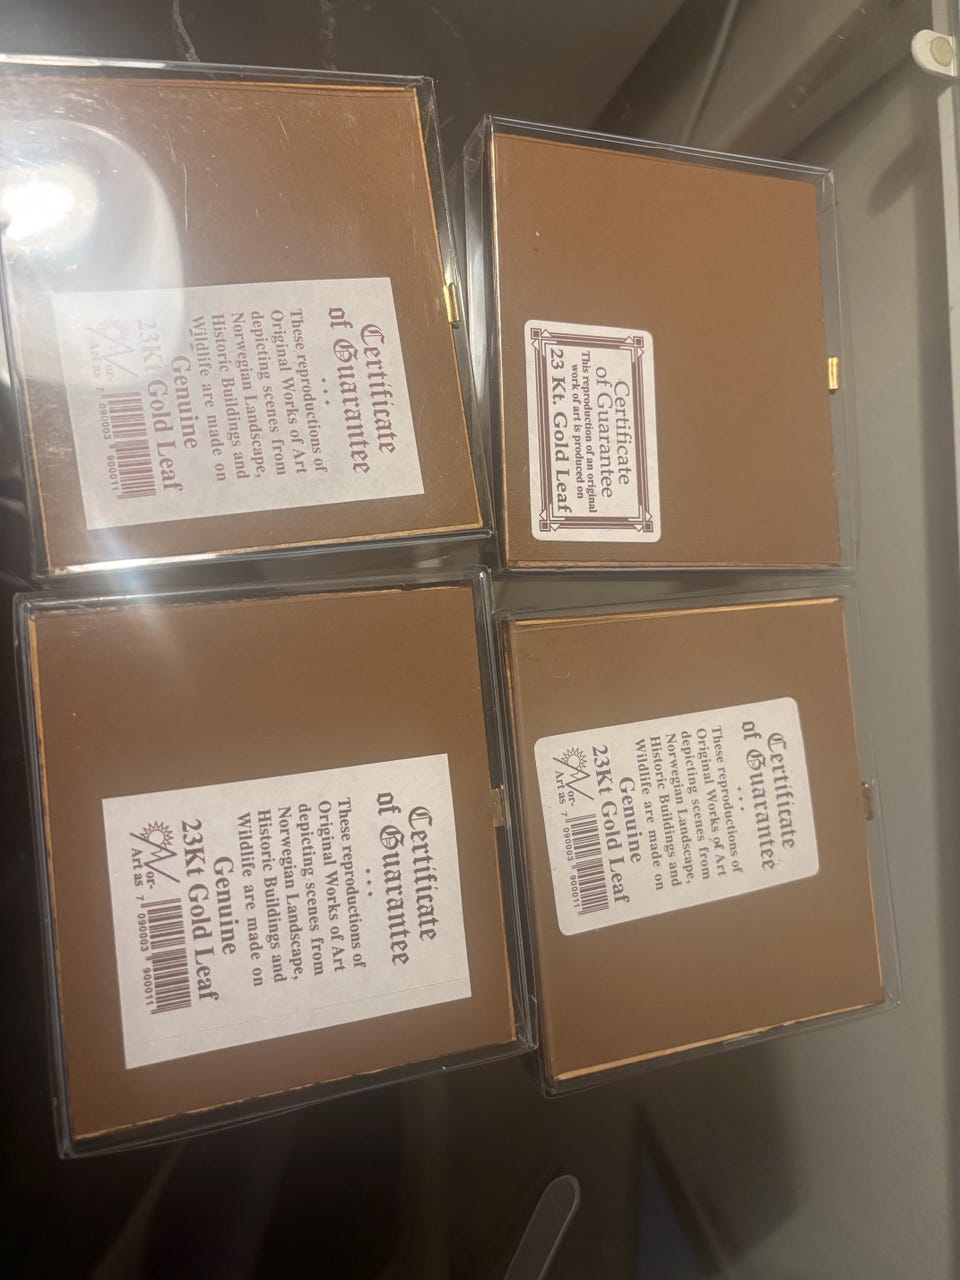 Certificate
of Guarantee
• • •
These reproductions of
Original Works of Art
depicting scenes from
Norwegian Landscape,
Historic Buildings and
Wildlife are made on
Genuine
23Kt Gold Leaf
Nor-
Art as
7 090003 900011
Certificate
of Guarantee
This reproduction of an original
work of art is produced on
23 Kt. Gold Leaf
Certificate
of Guarantee
• • •
These reproductions of
Original Works of Art
depicting scenes from
Norwegian Landscape,
Historic Buildings and
Wildlife are made on
Genuine
23Kt Gold Leaf
Nor-
Art as
7 090003 900011
Certificate
of Guarantee
• • •
These reproductions of
Original Works of Art
depicting scenes from
Norwegian Landscape,
Historic Buildings and
Wildlife are made on
Genuine
23Kt Gold Leaf
Nor-
Art as
7 090003 900011